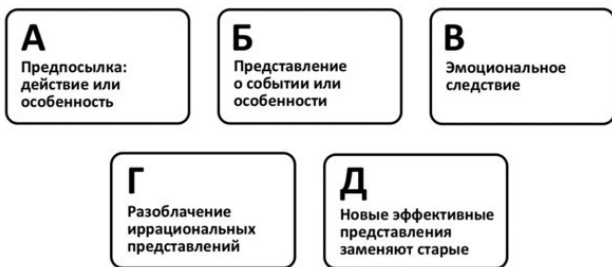 А
Предпосылка:
действие или
особенность
Б
Представление
о событии или
особенности
В
Эмоциональное
следствие
Г
Разоблачение
иррациональных
представлений
Д
Новые эффективные
представления
заменяют старые